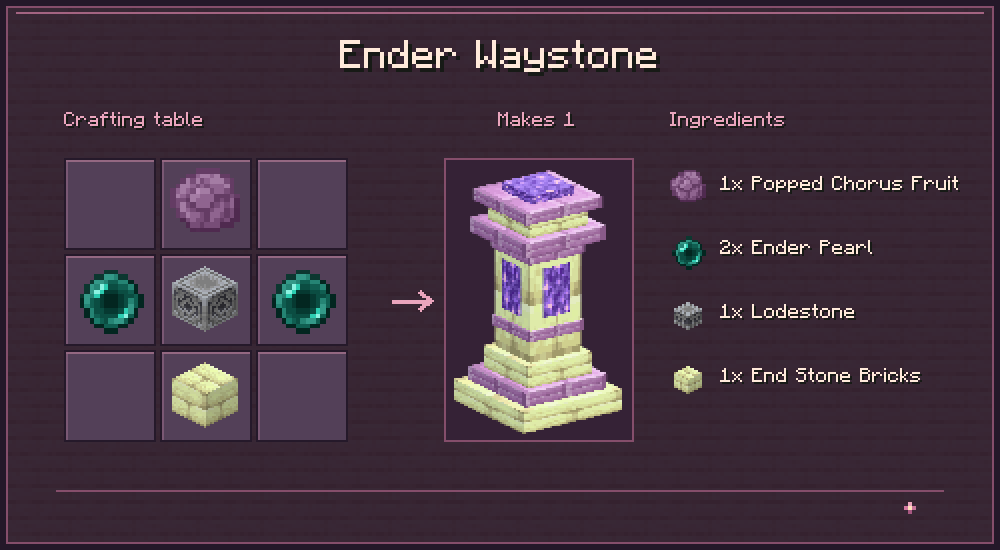 Ender Waystone
Crafting table
Makes 1
Ingredients
1x Popped Chorus Fruit
2x Ender Pearl
1x Lodestone
1x End Stone Bricks